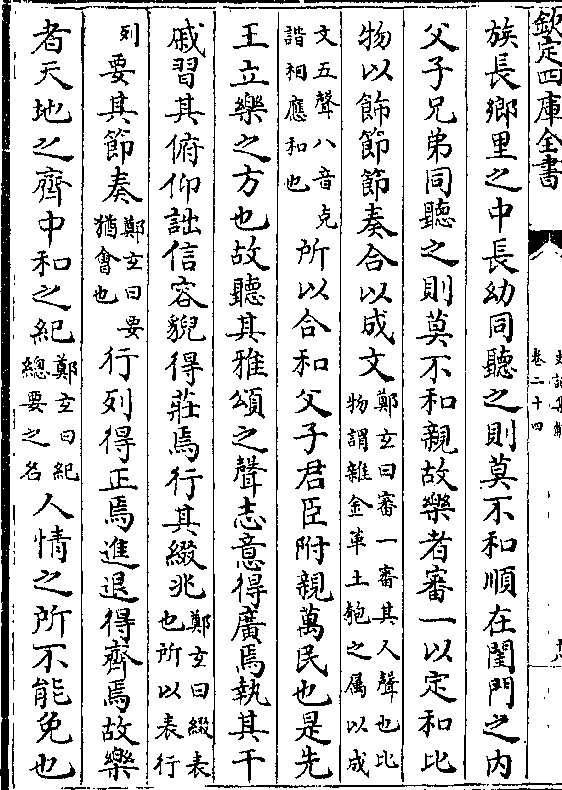 欽定四庫全書
史記集解
卷二十四
族長鄉里之中長幼同聽之則莫不和順在閨門之内
父子兄弟同聽之則莫不和親故樂者審一以定和比
物以飾節節奏合以成文鄭玄曰審一審其人聲也比物謂雜金革土匏之属以成
文五聲八音克諧相應和也所以合和父子君臣附親萬民也是先
王立樂之方也故聽其雅頌之聲志意得廣焉執其干
戚習其俯仰詘信容貎得莊焉行其綴兆鄭玄曰綴表也所以表行
列要其節奏鄭玄曰要猶會也行列得正焉進退得齊焉故樂
者天地之齊中和之紀鄭玄曰紀總要之名人情之所不能免也